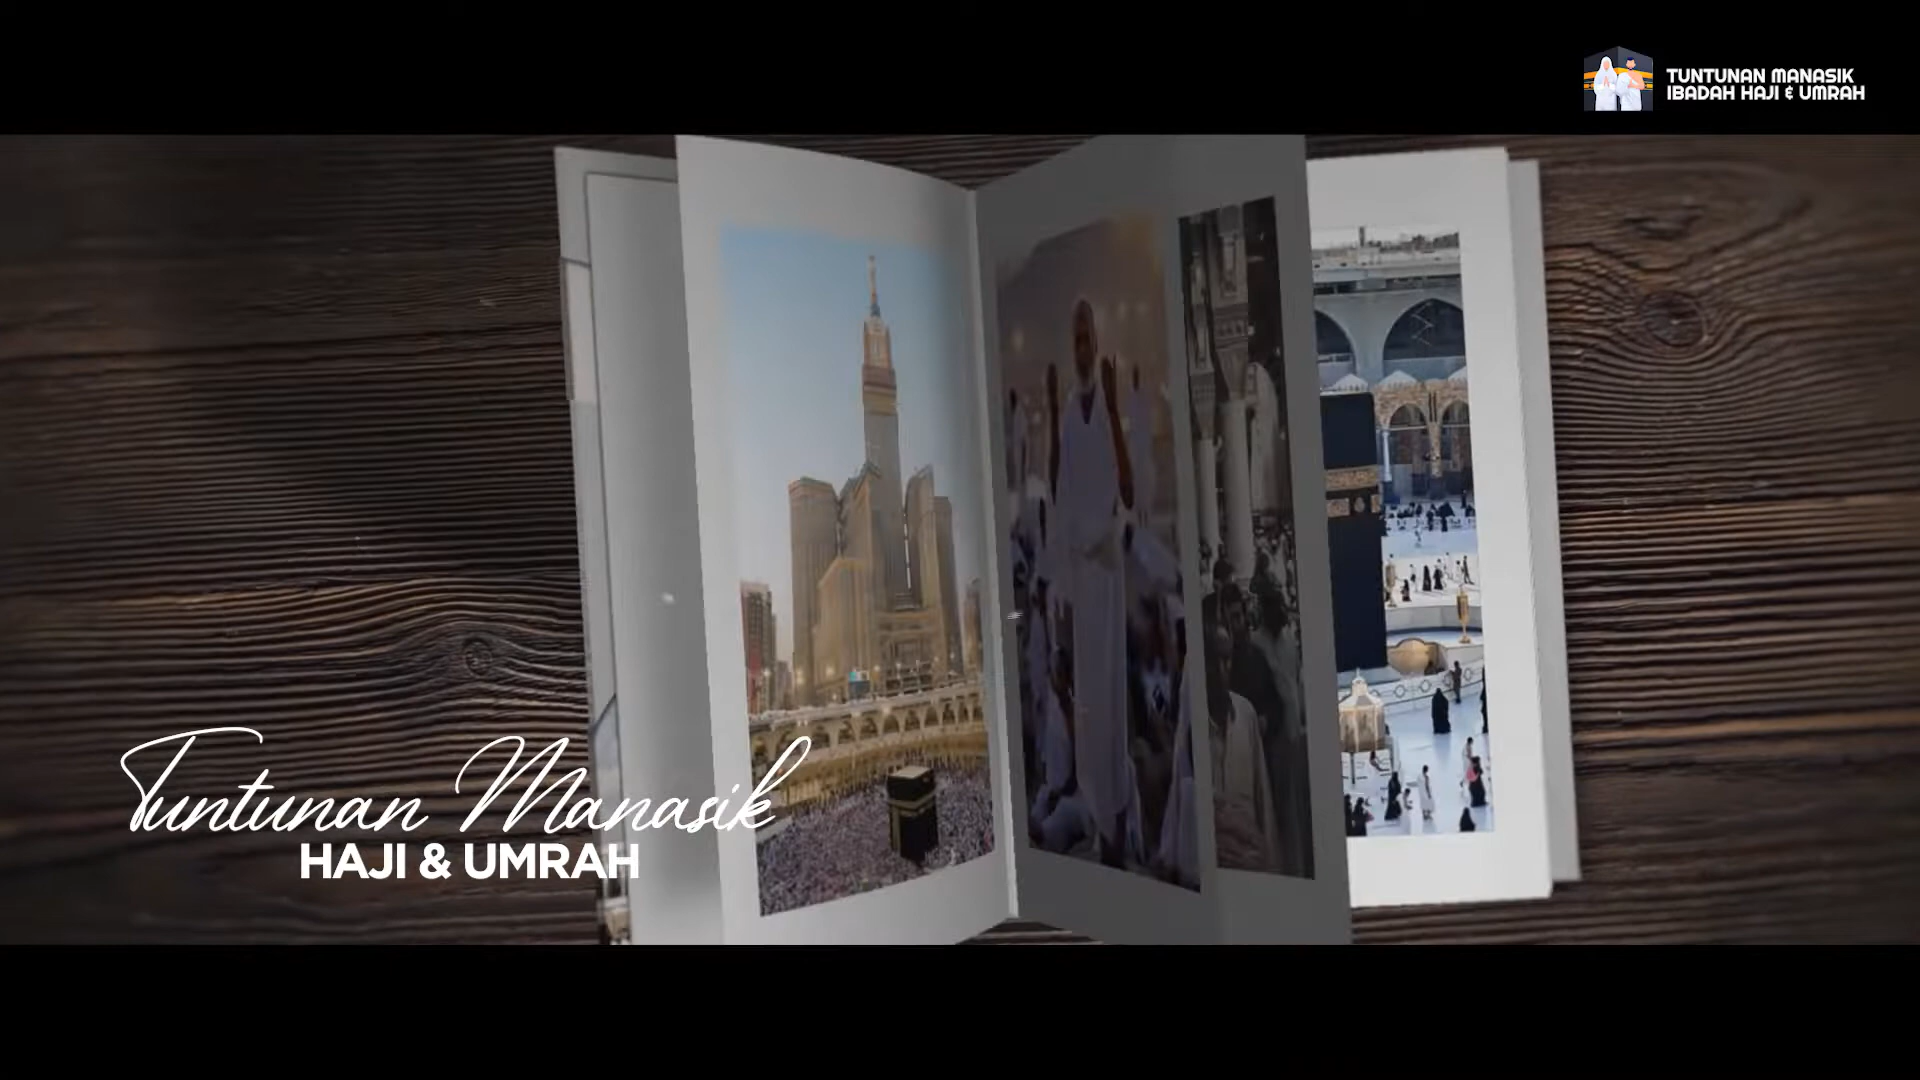 TUNTUNAN MANASIK
IBADAH HAJI & UMRAH
Tuntunan Manasik
HAJI & UMRAH